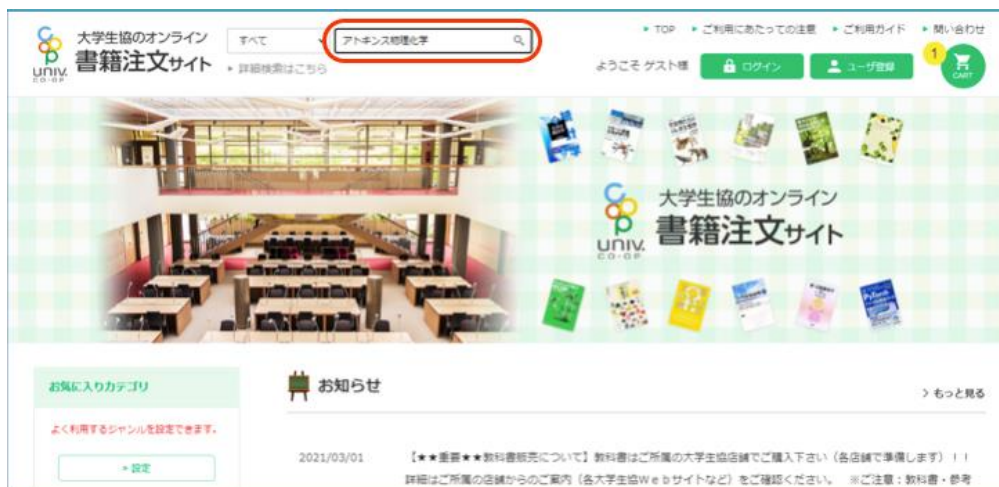 大学生協のオンライン
書籍注文サイト
univ.
CO-OP
すべて
アトキンス物理化学
詳細検索はこちら
TOP
ご利用にあたっての注意
ご利用ガイド
問い合わせ
ようこそ ゲスト様
ログイン
ユーザ登録
1
CART
大学生協のオンライン
書籍注文サイト
univ.
CO-OP
お気に入りカテゴリ
よく利用するジャンルを設定できます。
設定
お知らせ
もっと見る
2021/03/01
【★★重要★★教科書販売について】教科書はご所属の大学生協店舗でご購入下さい（各店舗で準備します）！！
詳細はご所属の店舗からのご案内（各大学生協Ｗｅｂサイトなど）をご確認ください。 ※ご注意：教科書・参考